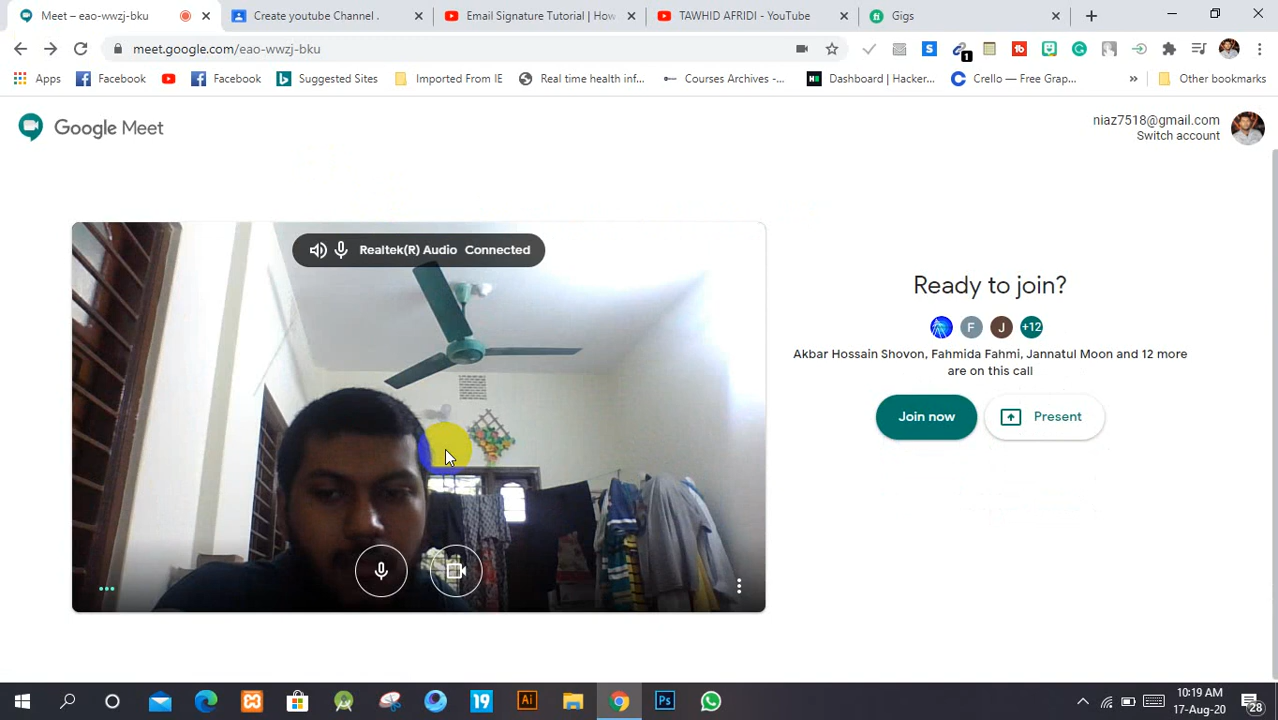 Meet – eao-wwzj-bku
Create youtube Channel .
Email Signature Tutorial | How
TAWHID AFRIDI - YouTube
Gigs
meet.google.com/eao-wwzj-bku
1
Apps
Facebook
Facebook
Suggested Sites
Imported From IE
Real time health inf...
Courses Archives -...
Dashboard | Hacker...
Crello — Free Grap...
»
Other bookmarks
Google Meet
niaz7518@gmail.com
Switch account
Realtek(R) Audio Connected
Ready to join?
F
J
+12
Akbar Hossain Shovon, Fahmida Fahmi, Jannatul Moon and 12 more
are on this call
Join now
Present
19
Ai
Ps
10:19 AM
17-Aug-20
28